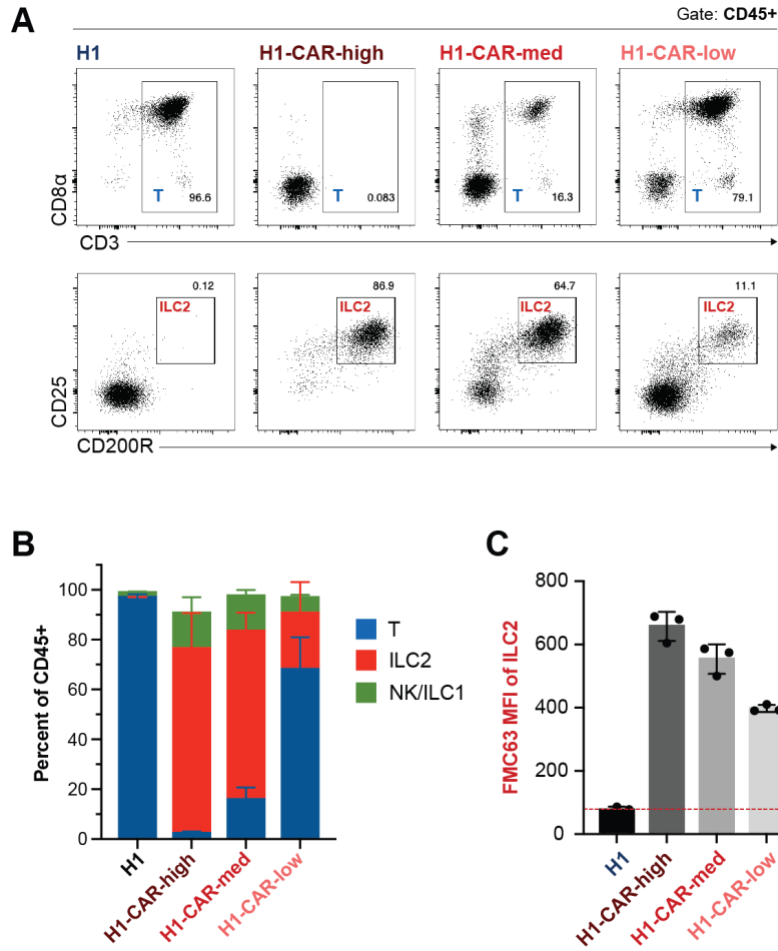 A
Gate: CD45+
H1
H1-CAR-high
H1-CAR-med
H1-CAR-low
CD8α
T
96.6
T
0.083
T
16.3
T
79.1
CD3
0.12
ILC2
86.9
ILC2
64.7
ILC2
11.1
ILC2
CD25
CD200R
B
Percent of CD45+
100
80
60
40
20
0
H1
H1-CAR-high
H1-CAR-med
H1-CAR-low
T
ILC2
NK/ILC1
C
FMC63 MFI of ILC2
800
600
400
200
0
H1
H1-CAR-high
H1-CAR-med
H1-CAR-low